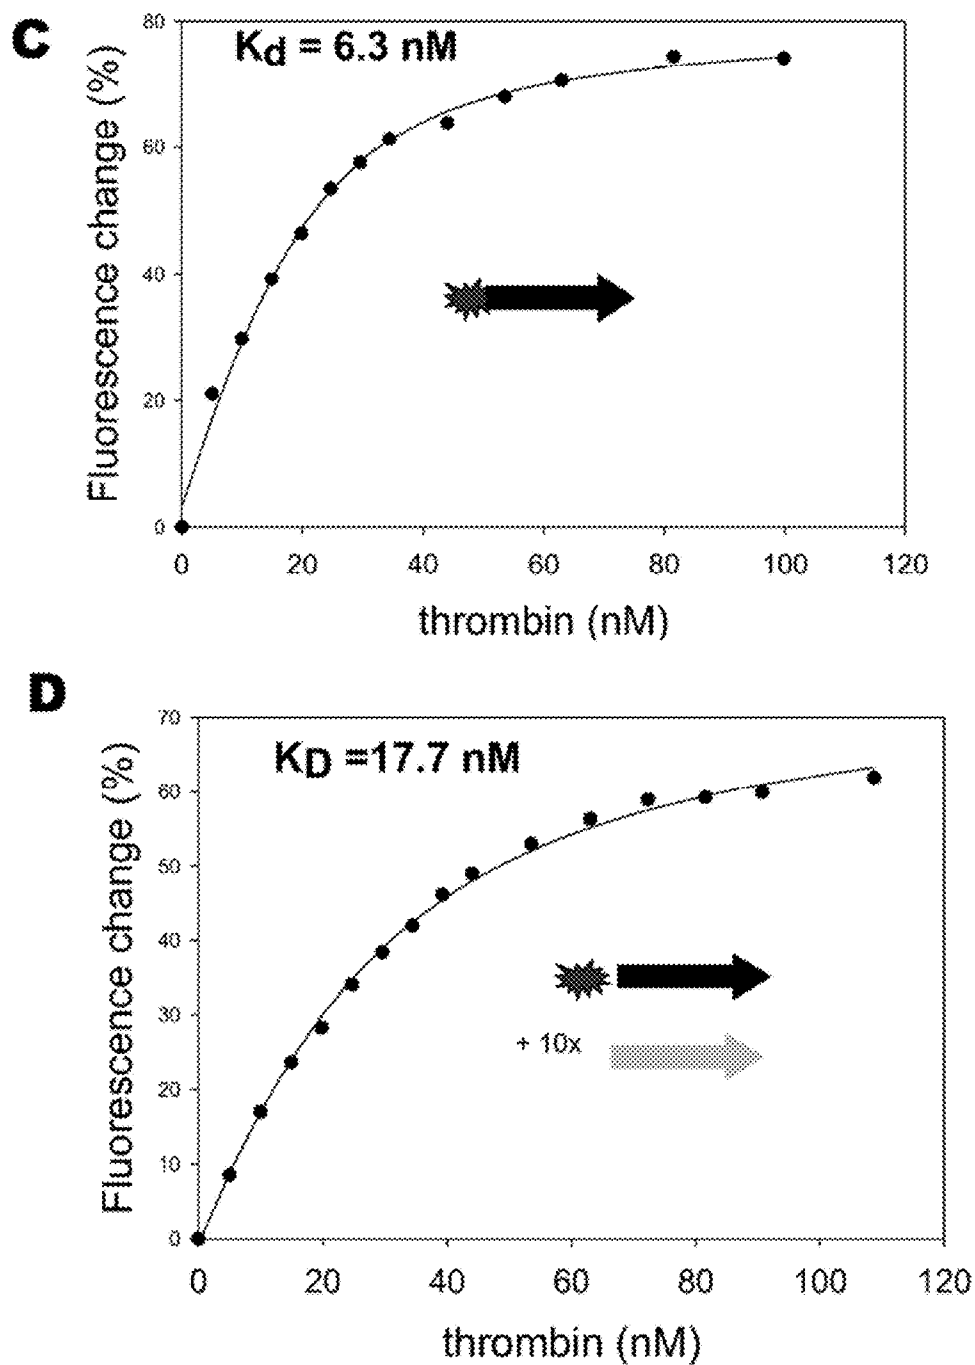 C
Kd = 6.3 nM
Fluorescence change (%)
80
60
40
20
0
0 20 40 60 80 100 120
thrombin (nM)
D
KD =17.7 nM
Fluorescence change (%)
70
60
50
40
30
20
10
0
+ 10x
0 20 40 60 80 100 120
thrombin (nM)